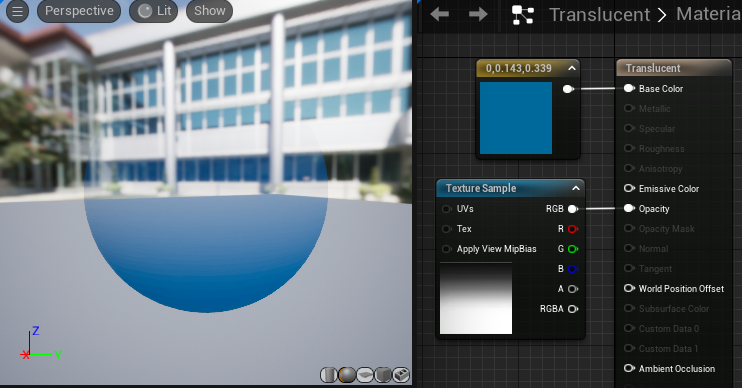 Perspective
Lit
Show
Z
X
Y
Translucent > Materia
0,0.143,0.339
Texture Sample
UVs
Tex
Apply View MipBias
RGB
R
G
B
A
RGBA
Translucent
Base Color
Metallic
Specular
Roughness
Anisotropy
Emissive Color
Opacity
Opacity Mask
Normal
Tangent
World Position Offset
Subsurface Color
Custom Data 0
Custom Data 1
Ambient Occlusion